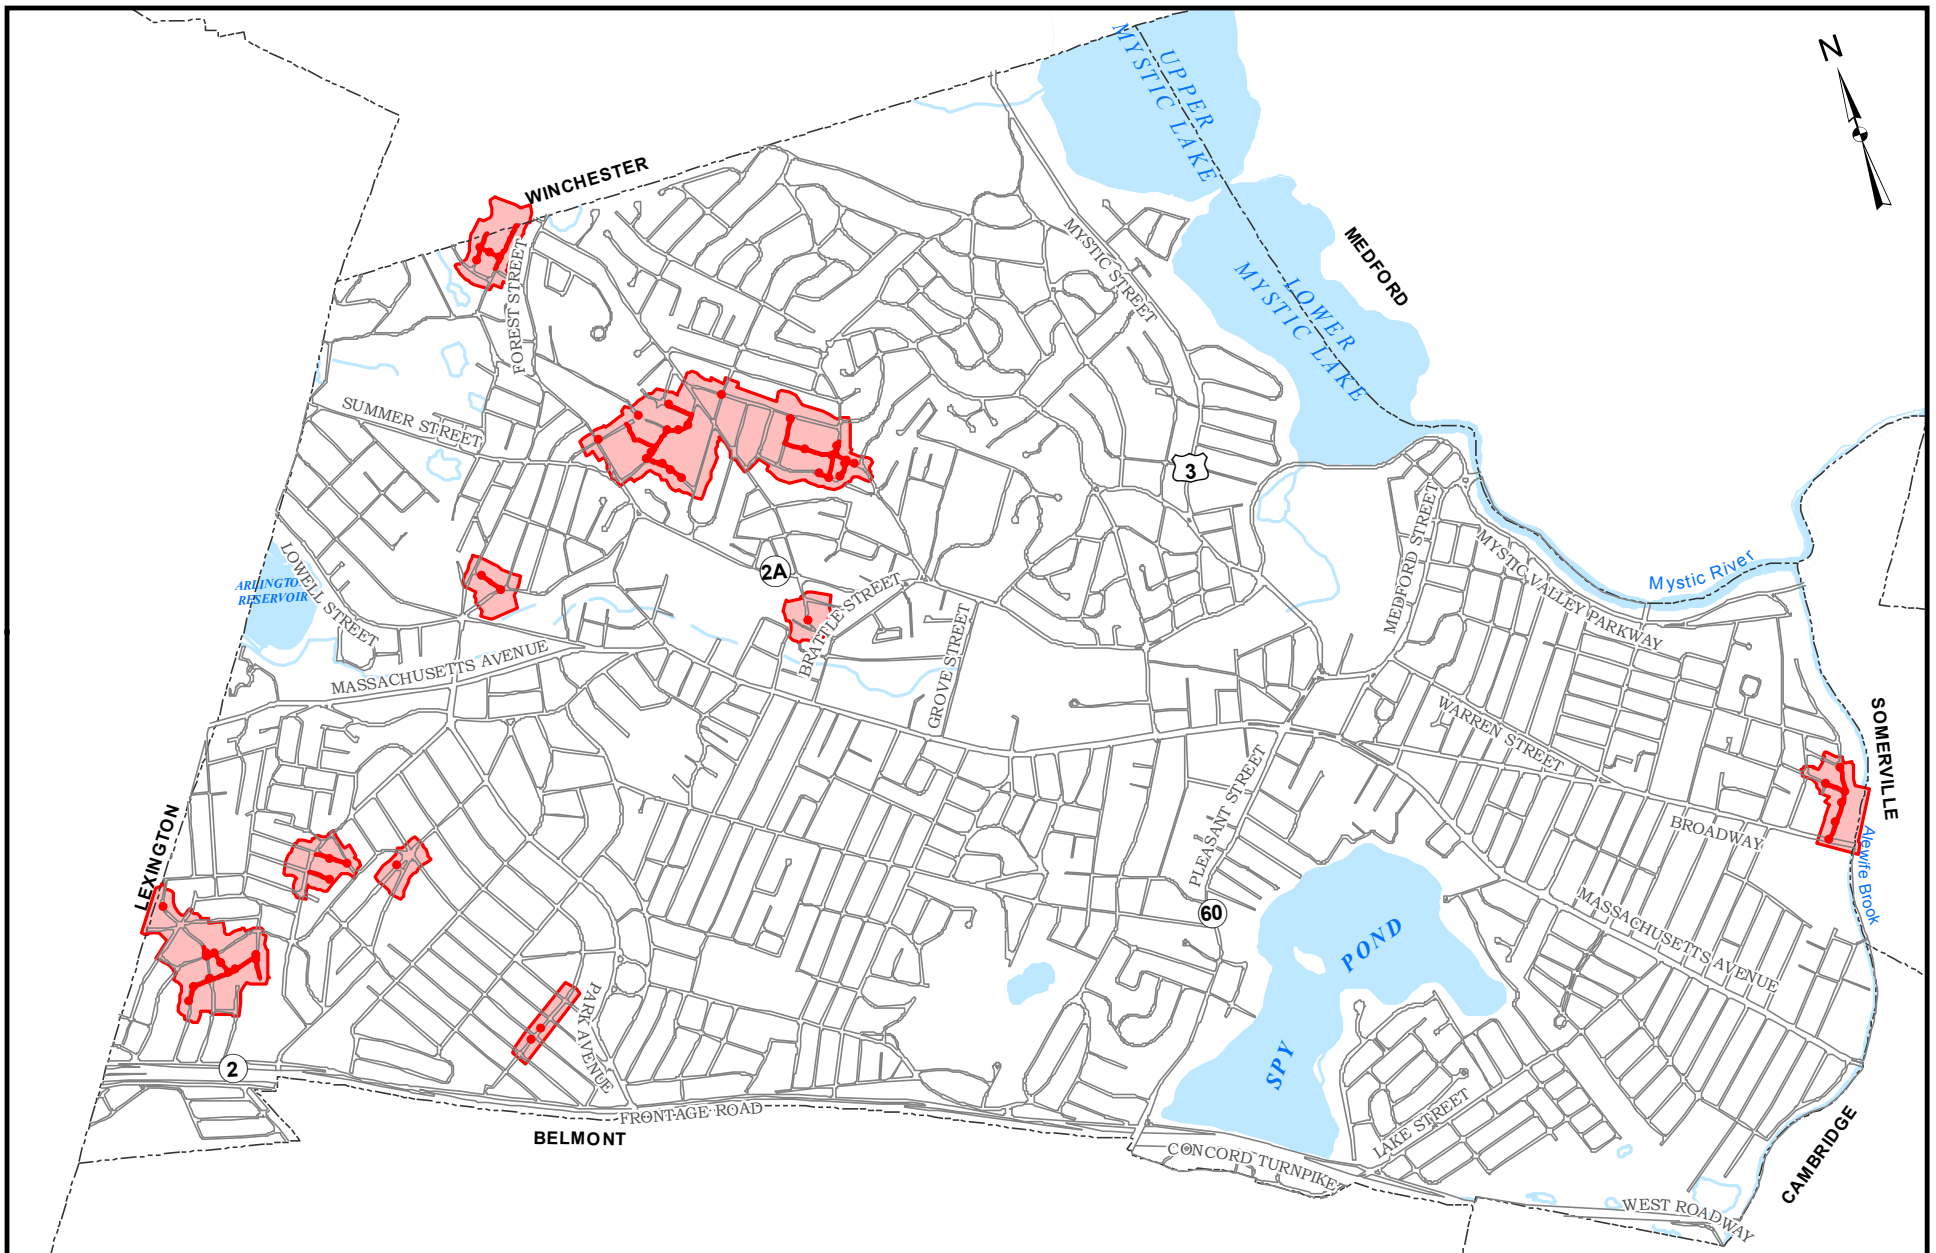 N
UPPER
MYSTIC LAKE
WINCHESTER
MEDFORD
MYSTIC STREET
LOWER
MYSTIC LAKE
FOREST STREET
SUMMER STREET
3
MEDFORD STREET
MYSTIC VALLEY PARKWAY
Mystic River
LOWELL STREET
ARLINGTO
RESERVOIR
2A
BRATTLE STREET
GROVE STREET
MASSACHUSETTS AVENUE
WARREN STREET
SOMERVILLE
PLEASANT STREET
BROADWAY
LEXINGTON
Alewife Brook
60
MASSACHUSETTS AVENUE
SPY POND
PARK AVENUE
2
FRONTAGE ROAD
BELMONT
LAKE STREET
CONCORD TURNPIKE
CAMBRIDGE
WEST ROADWAY